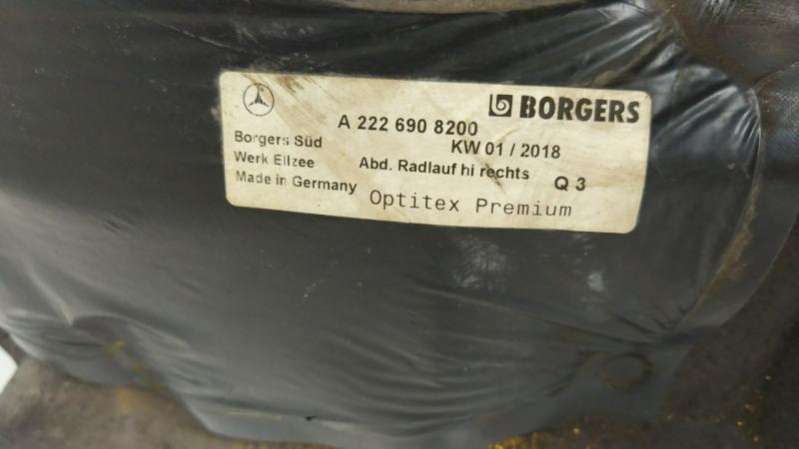 BORGERS
A 222 690 8200
Borgers Süd KW 01 / 2018
Werk Ellzee Abd. Radlauf hi rechts Q 3
Made in Germany Optitex Premium